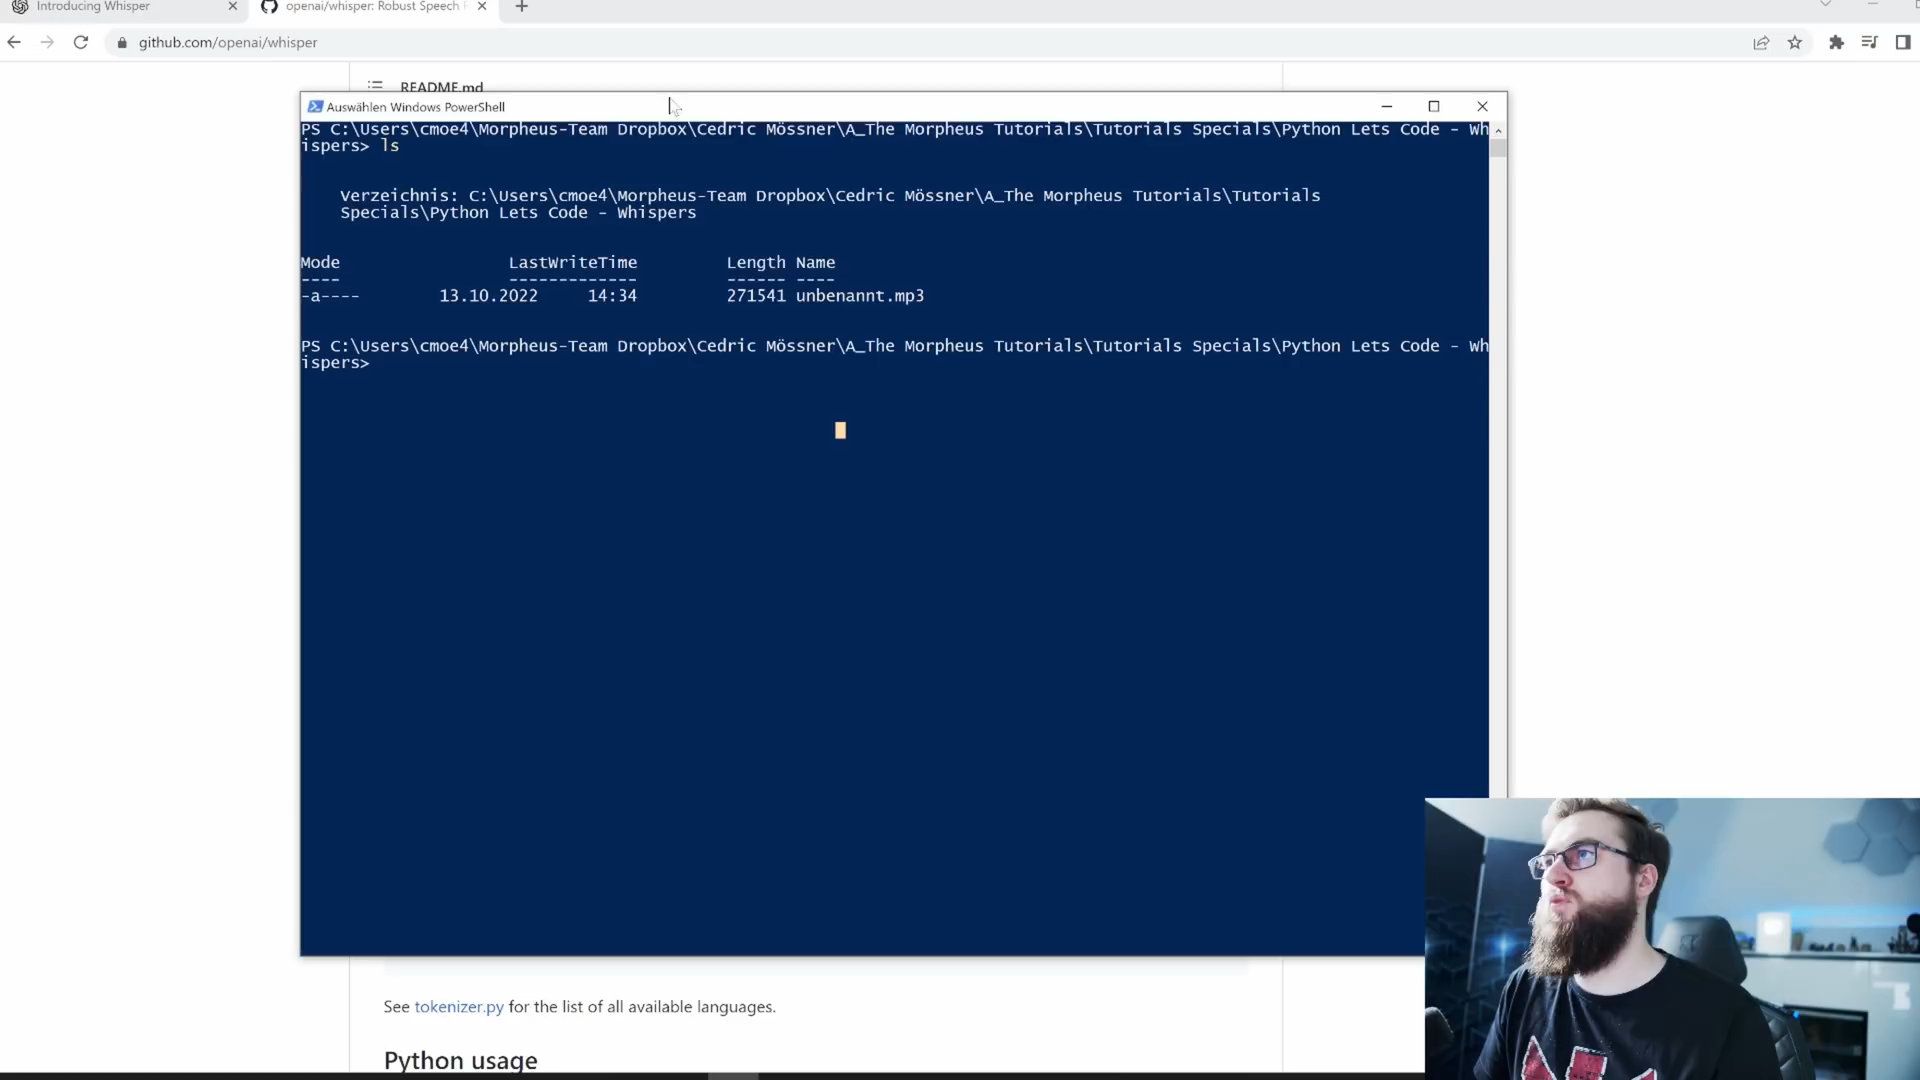 Introducing Whisper
openai/whisper: Robust Speech
github.com/openai/whisper
README.md
Auswählen Windows PowerShell
PS C:\Users\cmoe4\Morpheus-Team Dropbox\Cedric Mössner\A_The Morpheus Tutorials\Tutorials Specials\Python Lets Code - Wh
ispers> ls
Verzeichnis: C:\Users\cmoe4\Morpheus-Team Dropbox\Cedric Mössner\A_The Morpheus Tutorials\Tutorials
Specials\Python Lets Code - Whispers
Mode LastWriteTime Length Name
---- ------------- ------ ----
-a---- 13.10.2022 14:34 271541 unbenannt.mp3
PS C:\Users\cmoe4\Morpheus-Team Dropbox\Cedric Mössner\A_The Morpheus Tutorials\Tutorials Specials\Python Lets Code - Wh
ispers>
See tokenizer.py for the list of all available languages.
Python usage